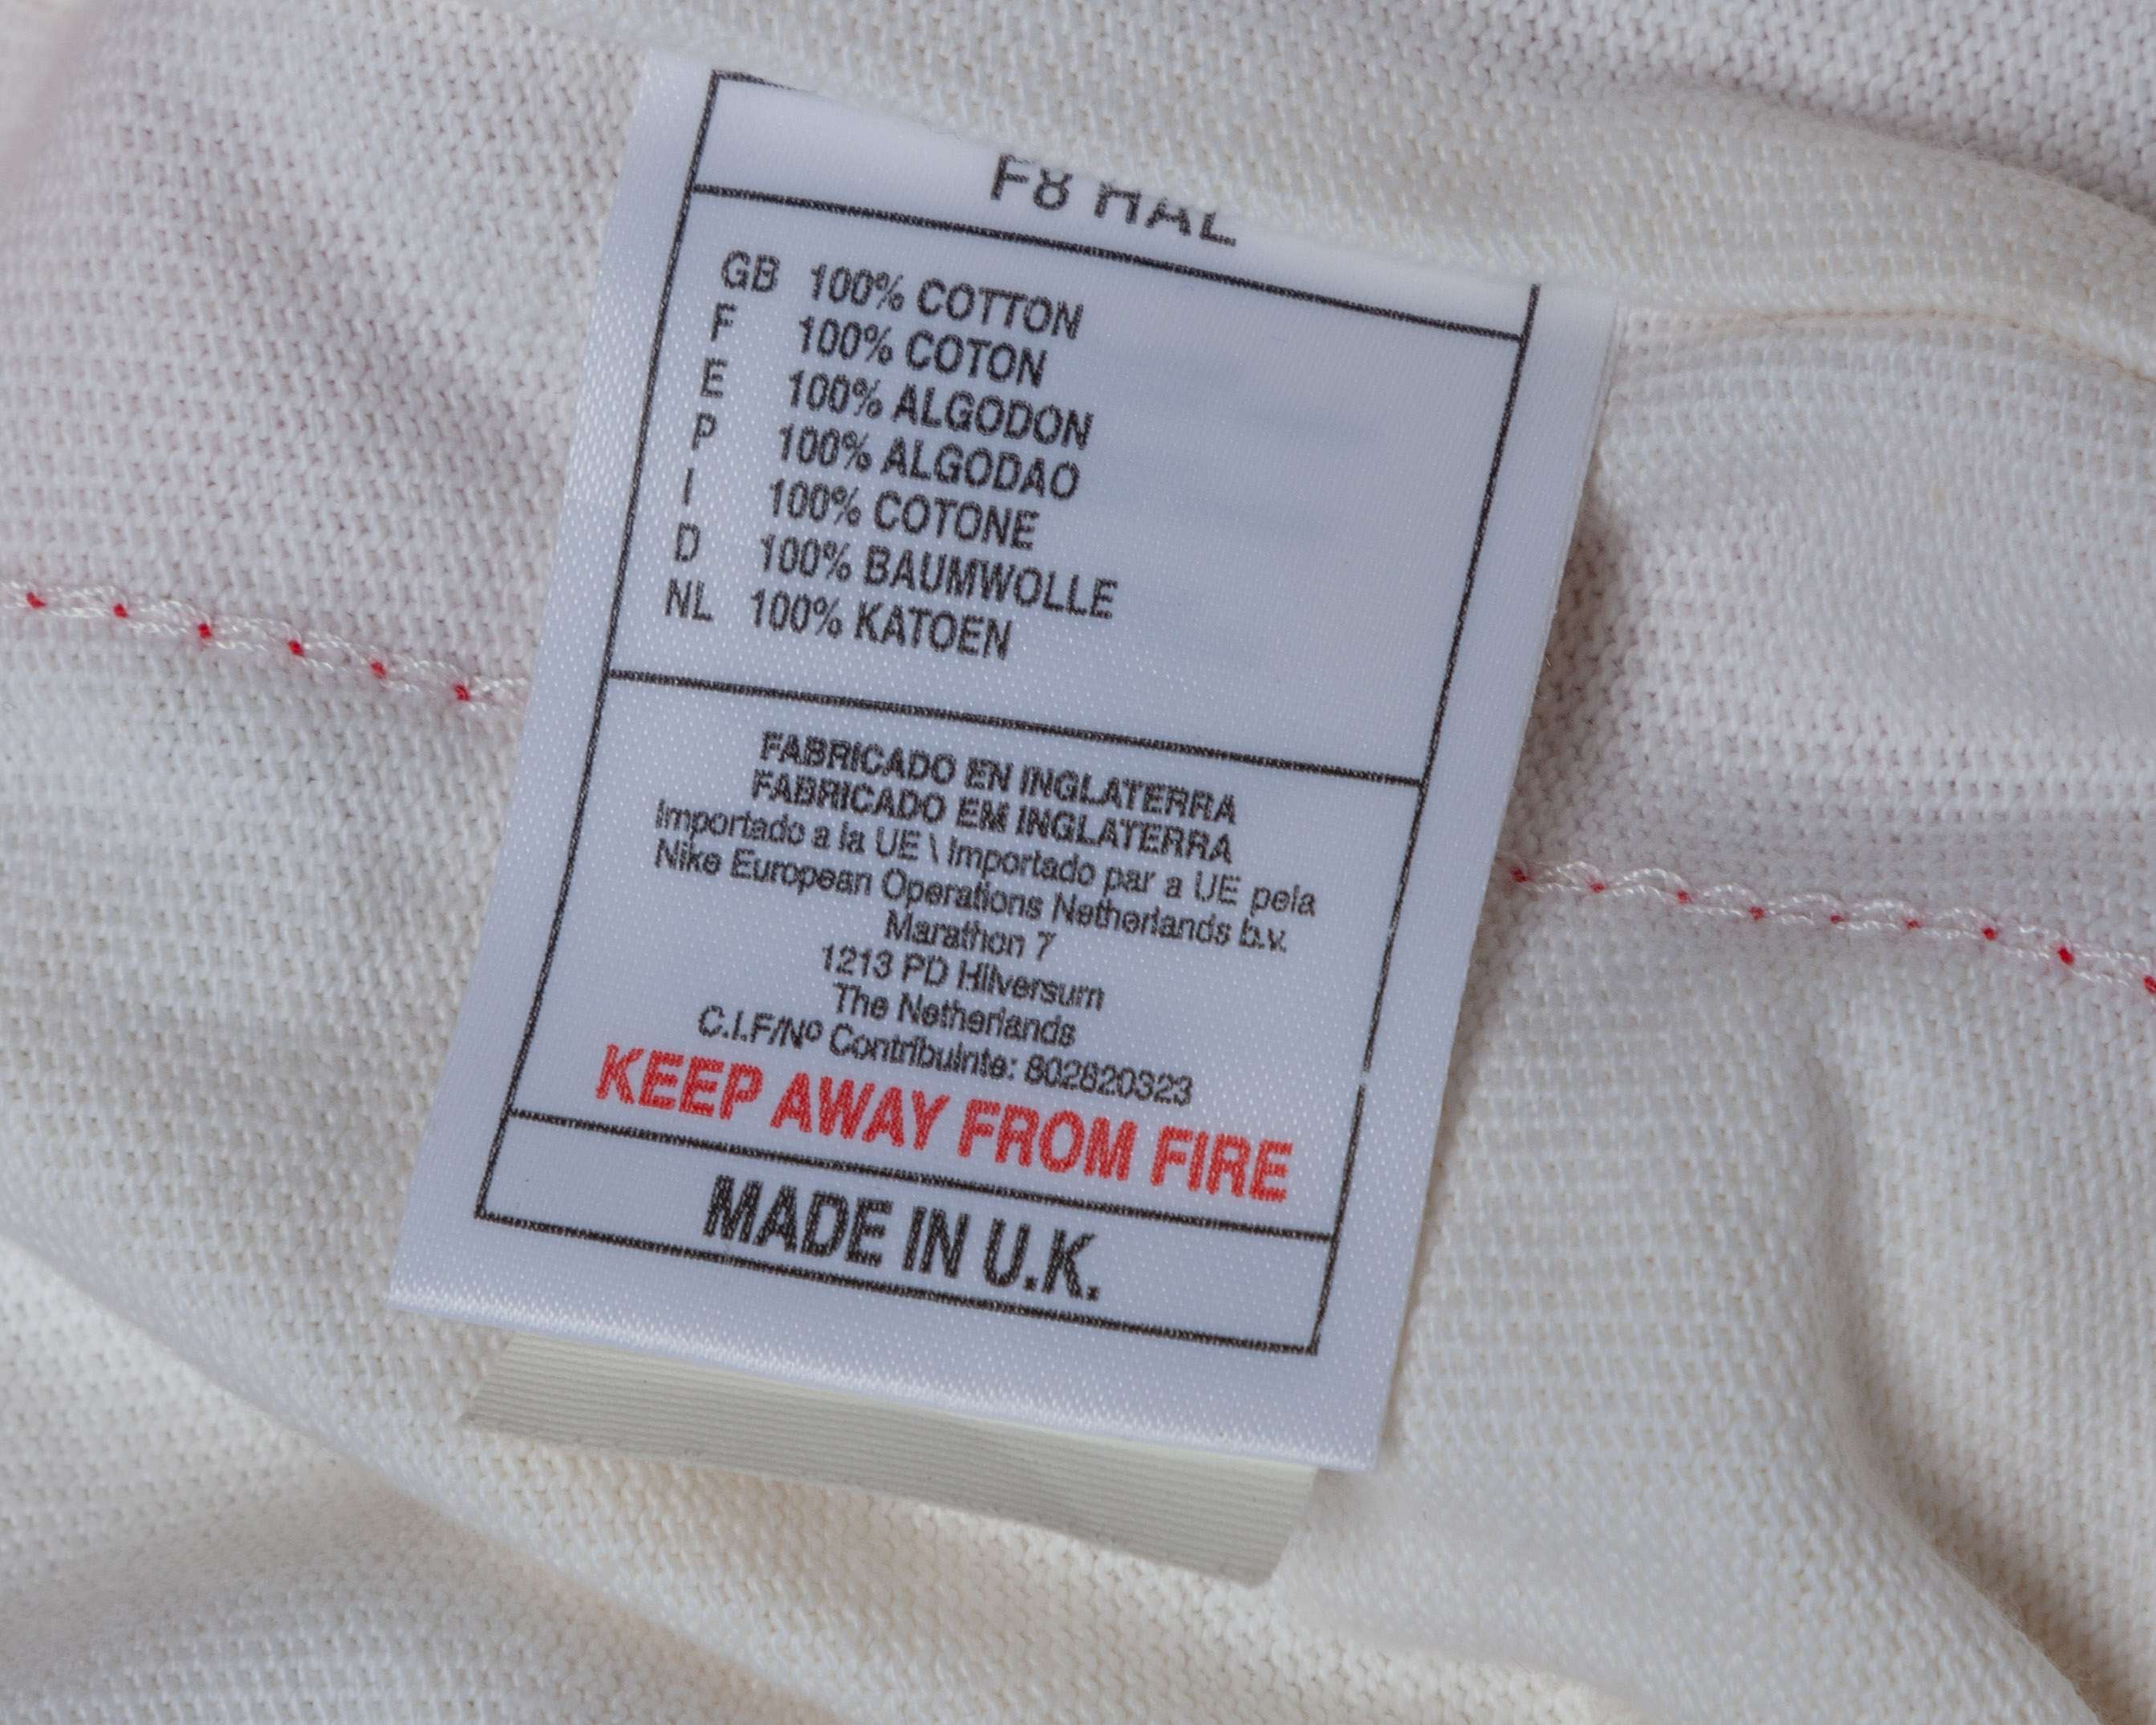 F8 HAL
GB 100% COTTON
F 100% COTON
E 100% ALGODON
P 100% ALGODAO
I 100% COTONE
D 100% BAUMWOLLE
NL 100% KATOEN
FABRICADO EN INGLATERRA
FABRICADO EM INGLATERRA
Importado a la UE \ Importado par a UE pela
Nike European Operations Netherlands b.v.
Marathon 7
1213 PD Hilversum
The Netherlands
C.I.F/Nº Contribuinte: 802820323
KEEP AWAY FROM FIRE
MADE IN U.K.